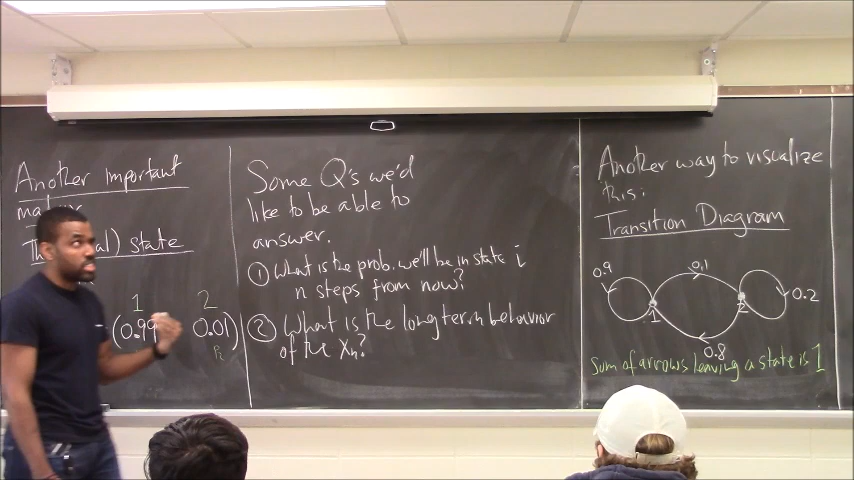 Another important
matrix
al) state
1 2
(0.99 0.01)
Some Q's we'd
like to be able to
answer.
① What is the prob. we'll be in state i
n steps from now?
② What is the longterm behavior
of the Xn?
Another way to visualize
this:
Transition Diagram
0.9
0.1
0.2
1
2
0.8
Sum of arrows leaving a state is 1